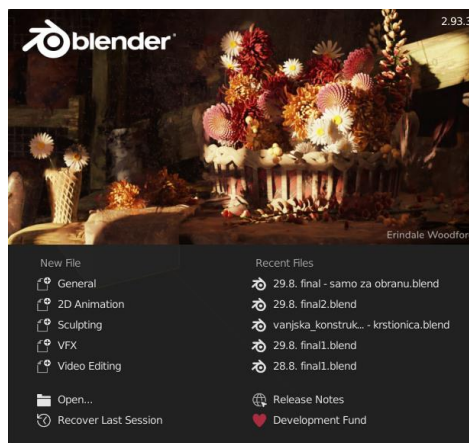 blender
2.93.3
Erindale Woodfor
New File
General
2D Animation
Sculpting
VFX
Video Editing
Open...
Recover Last Session
Recent Files
29.8. final - samo za obranu.blend
29.8. final2.blend
vanjska_konstruk... - krstionica.blend
29.8. final1.blend
28.8. final1.blend
Release Notes
Development Fund